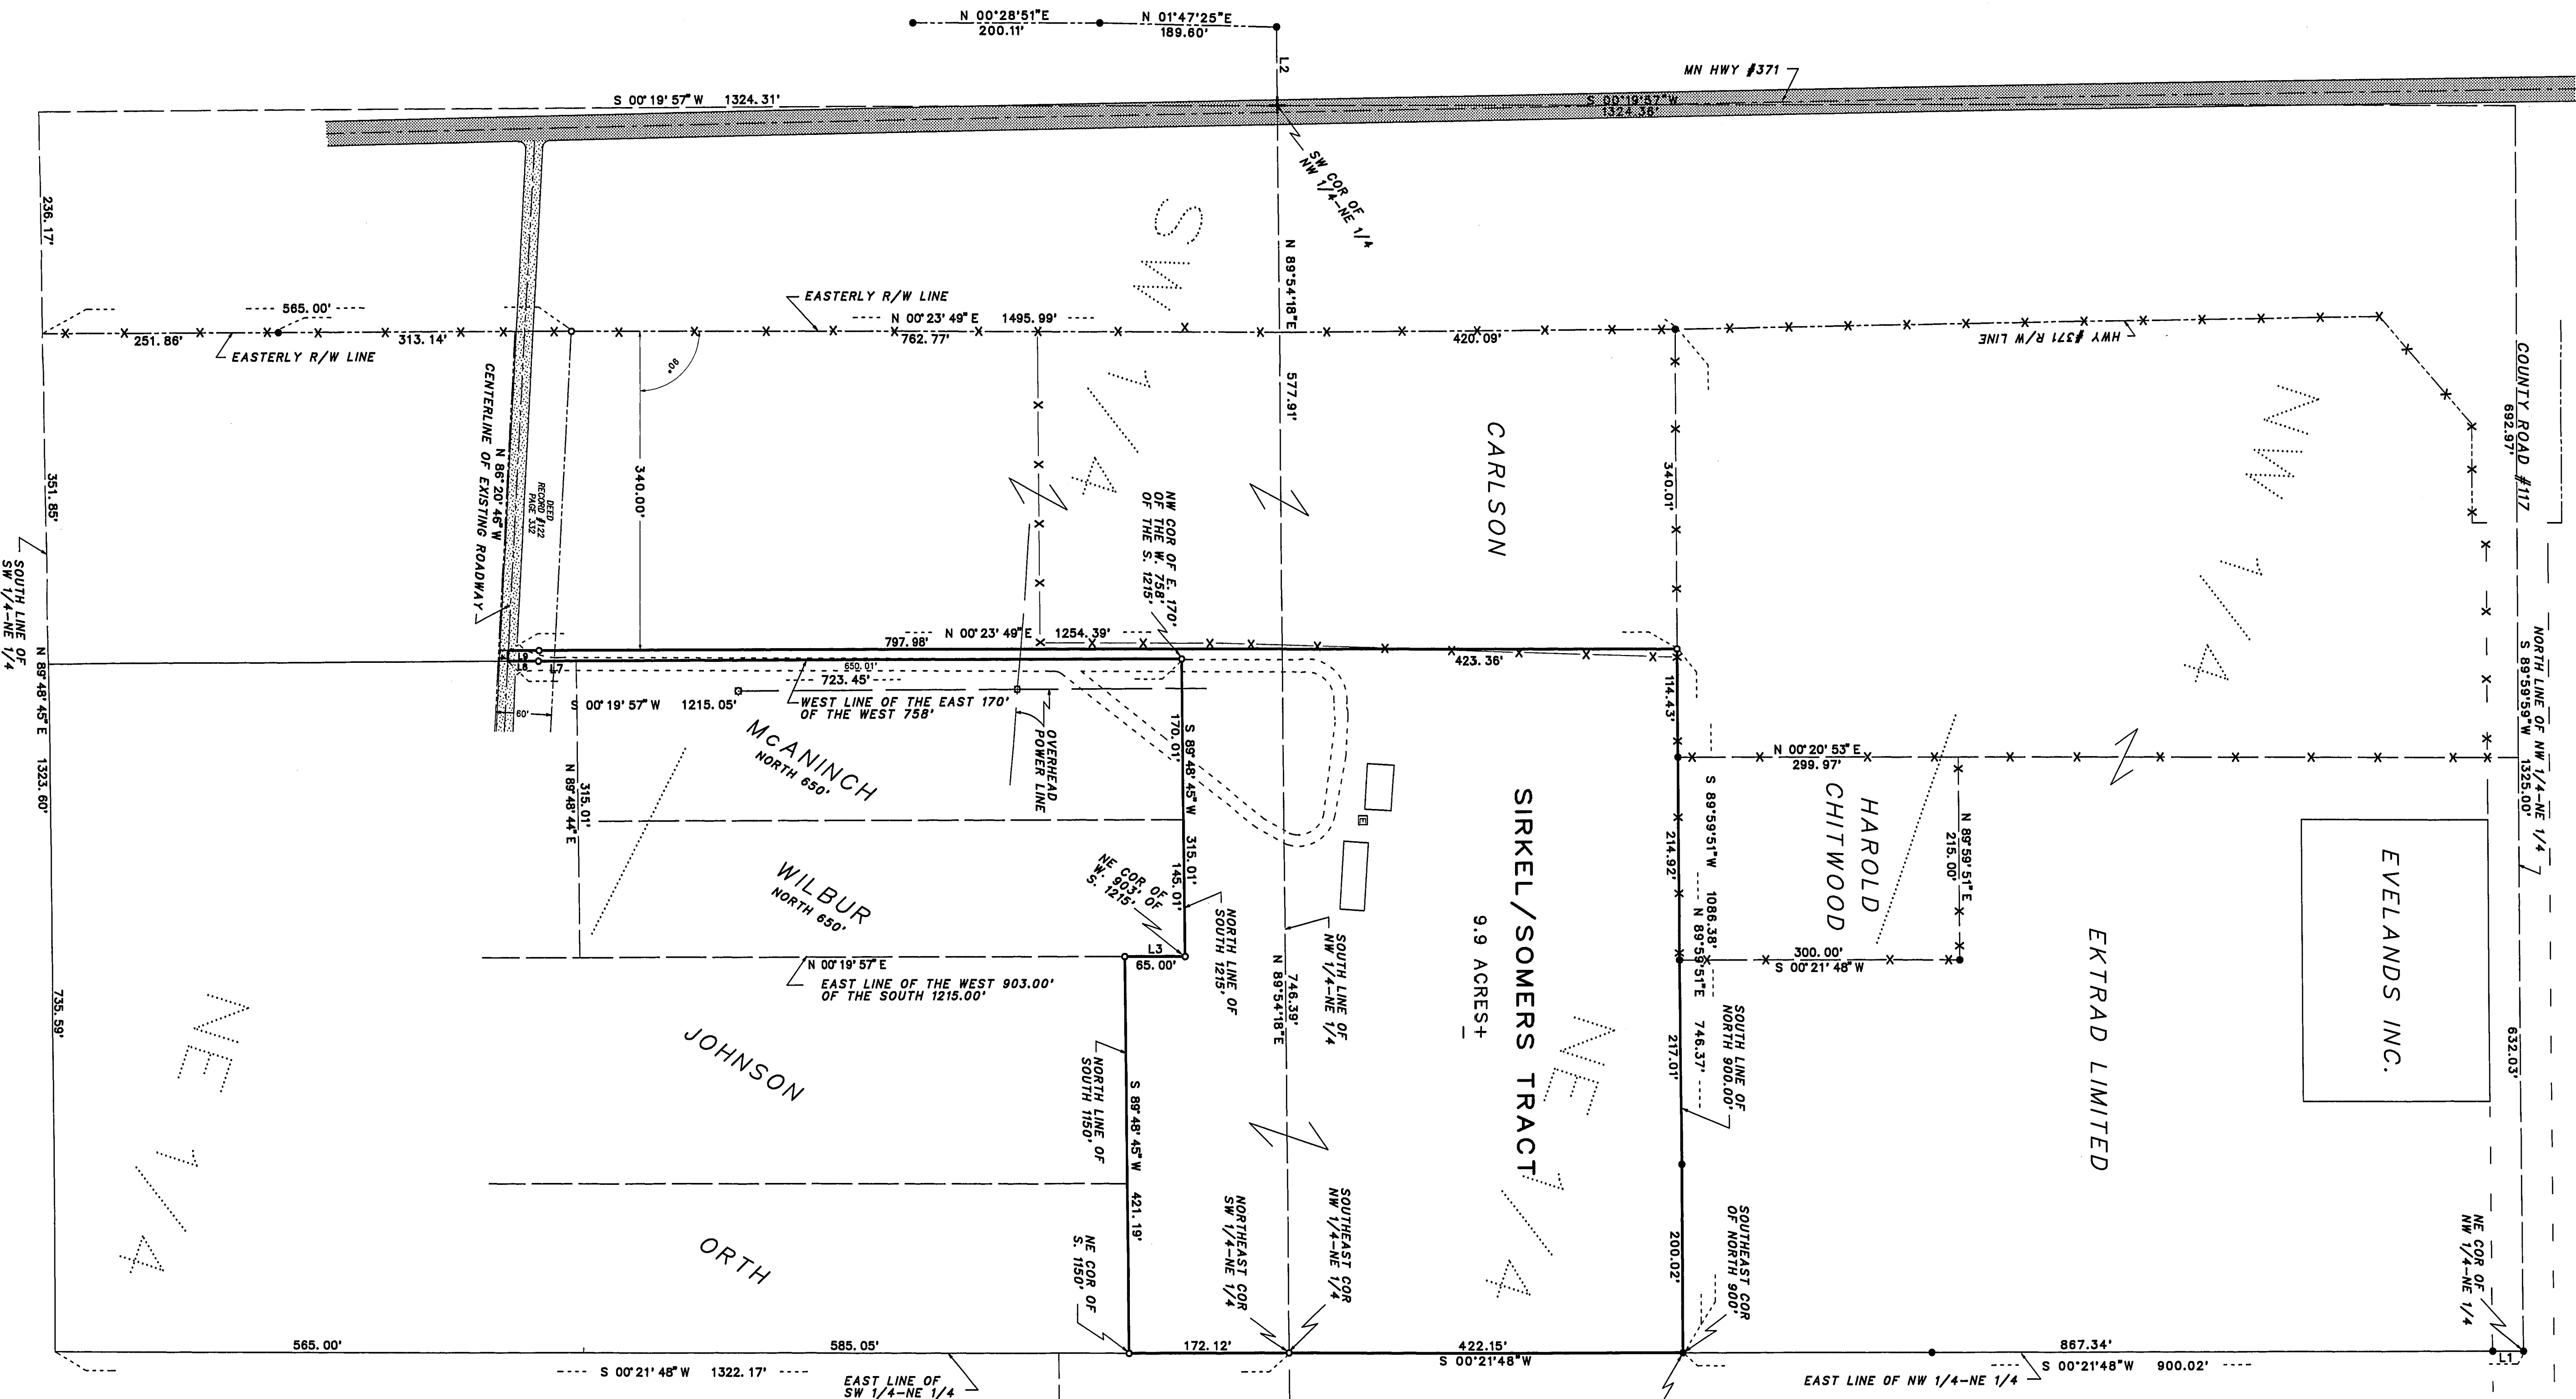 N 00°28'51"E
200.11'
N 01°47'25"E
189.60'
L2
MN HWY #371
S 00°19'57"W 1324.31'
S 00°19'57"W
1324.36'
SW COR OF
NW 1/4-NE 1/4
236.17'
SW 1/4
N 89°54'18"E
577.91'
565.00'
251.86'
EASTERLY R/W LINE
313.14'
EASTERLY R/W LINE
N 00°23'49"E 1495.99'
762.77'
420.09'
HWY #371 R/W LINE
NW 1/4
COUNTY ROAD #117
692.97'
90°
340.00'
CENTERLINE OF EXISTING ROADWAY
N 86°20'46"W
DEED
RECORD #122
PAGE 332
351.85'
SOUTH LINE OF
SW 1/4-NE 1/4
CARLSON
340.01'
NW COR OF E. 170'
OF THE W. 758'
OF THE S. 1215'
NORTH LINE OF NW 1/4-NE 1/4
S 89°59'59"W 1325.00'
N 89°48'45"E 1323.60'
797.98'
N 00°23'49"E 1254.39'
423.36'
L9
L8
L7
650.01'
723.45'
S 00°19'57"W 1215.05'
WEST LINE OF THE EAST 170'
OF THE WEST 758'
60'
McANINCH
NORTH 650'
OVERHEAD
POWER LINE
170.01'
S 89°48'45"W 315.01'
145.01'
114.43'
N 00°20'53"E
299.97'
315.01'
N 89°48'44"E
WILBUR
NORTH 650'
NE COR OF
W. 903' OF
S. 1215'
E
SIRKEL/SOMERS TRACT
9.9 ACRES+
S 89°59'51"W 1086.38'
214.92'
N 89°59'51"E 746.37'
HAROLD
CHITWOOD
N 89°59'51"E
215.00'
300.00'
S 00°21'48"W
EVELANDS INC.
EKTRAD LIMITED
L3
65.00'
N 00°19'57"E
EAST LINE OF THE WEST 903.00'
OF THE SOUTH 1215.00'
NORTH LINE OF
SOUTH 1215'
SOUTH LINE OF
NW 1/4-NE 1/4
746.39'
N 89°54'18"E
735.59'
NE 1/4
JOHNSON
NORTH LINE OF
SOUTH 1150'
S 89°48'45"W 421.19'
NE 1/4
SOUTH LINE OF
NORTH 900.00'
217.01'
632.03'
ORTH
NE COR OF
S. 1150'
NORTHEAST COR
SW 1/4-NE 1/4
SOUTHEAST COR
NW 1/4-NE 1/4
200.02'
SOUTHEAST COR
OF NORTH 900'
NE COR OF
NW 1/4-NE 1/4
565.00'
585.05'
S 00°21'48"W 1322.17'
EAST LINE OF
SW 1/4-NE 1/4
172.12'
422.15'
S 00°21'48"W
867.34'
S 00°21'48"W 900.02'
EAST LINE OF NW 1/4-NE 1/4
L1